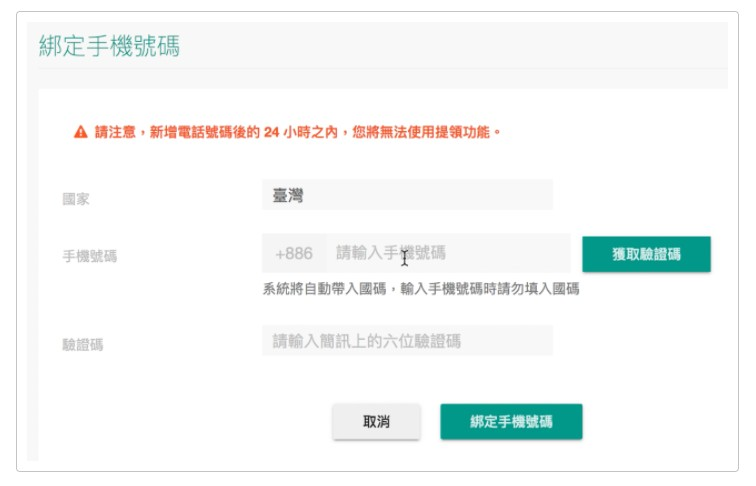 綁定手機號碼
請注意，新增電話號碼後的 24 小時之內，您將無法使用提領功能。
國家
臺灣
手機號碼
+886 請輸入手機號碼
獲取驗證碼
系統將自動帶入國碼，輸入手機號碼時請勿填入國碼
驗證碼
請輸入簡訊上的六位驗證碼
取消
綁定手機號碼